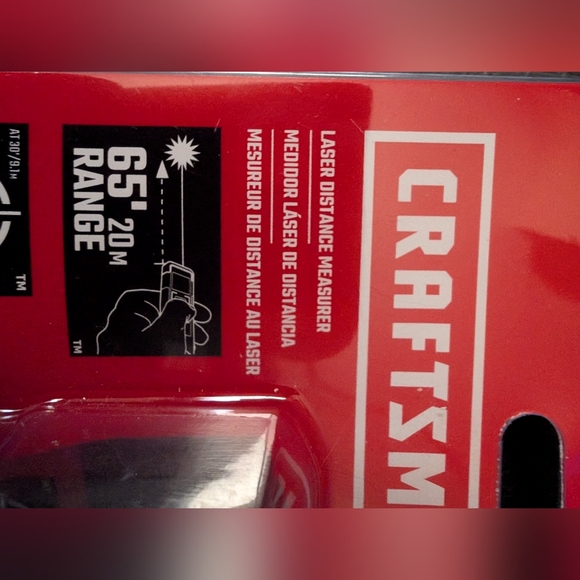 CRAFTSM
LASER DISTANCE MEASURER
MEDIDOR LÁSER DE DISTANCIA
MESUREUR DE DISTANCE AU LASER
65' 20M
RANGE
TM
AT 30'/9.1M
TM